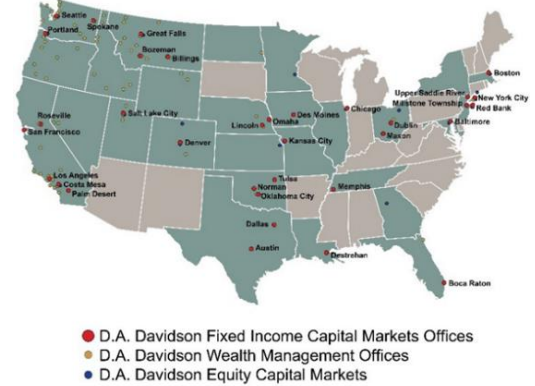 Seattle
Spokane
Portland
Great Falls
Bozeman
Billings
Boston
Upper Saddle River
New York City
Millstone Township
Red Bank
Roseville
Salt Lake City
Des Moines
Chicago
Omaha
Lincoln
Dublin
Baltimore
San Francisco
Mason
Denver
Kansas City
Los Angeles
Tulsa
Costa Mesa
Norman
Memphis
Palm Desert
Oklahoma City
Dallas
Austin
Destrehan
Boca Raton
D.A. Davidson Fixed Income Capital Markets Offices
D.A. Davidson Wealth Management Offices
D.A. Davidson Equity Capital Markets